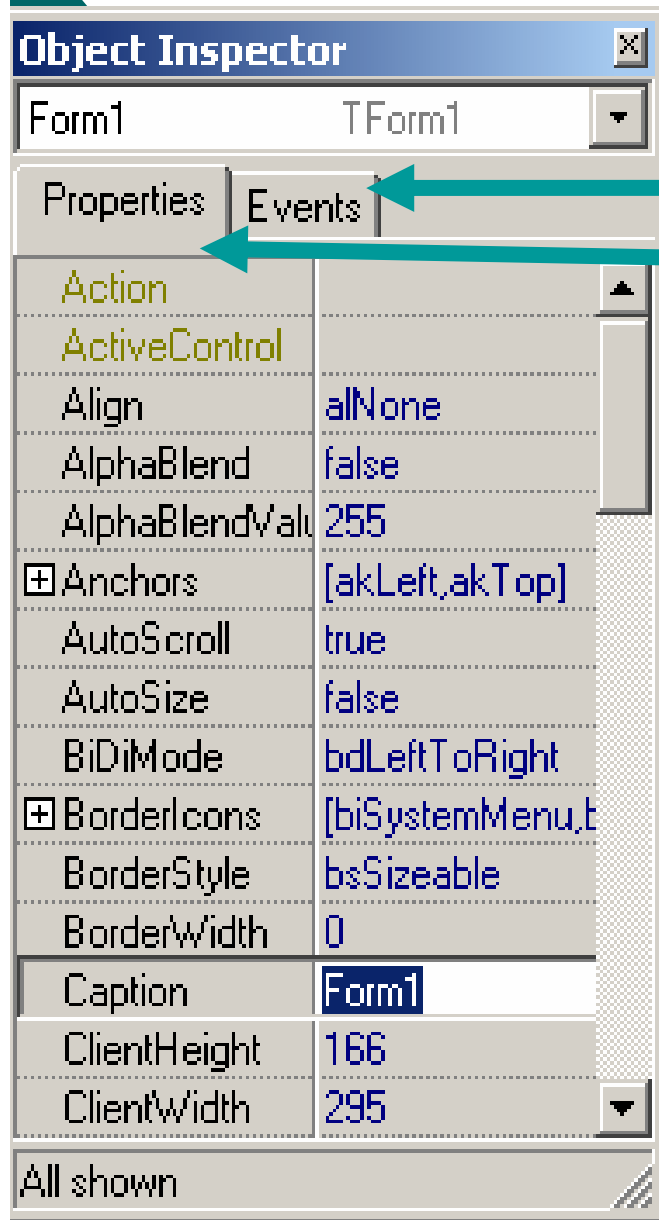 Object Inspector
Form1 TForm1
Properties Events
Action
ActiveControl
Align alNone
AlphaBlend false
AlphaBlendValu 255
Anchors [akLeft,akTop]
AutoScroll true
AutoSize false
BiDiMode bdLeftToRight
BorderIcons [biSystemMenu,b
BorderStyle bsSizeable
BorderWidth 0
Caption Form1
ClientHeight 166
ClientWidth 295
All shown